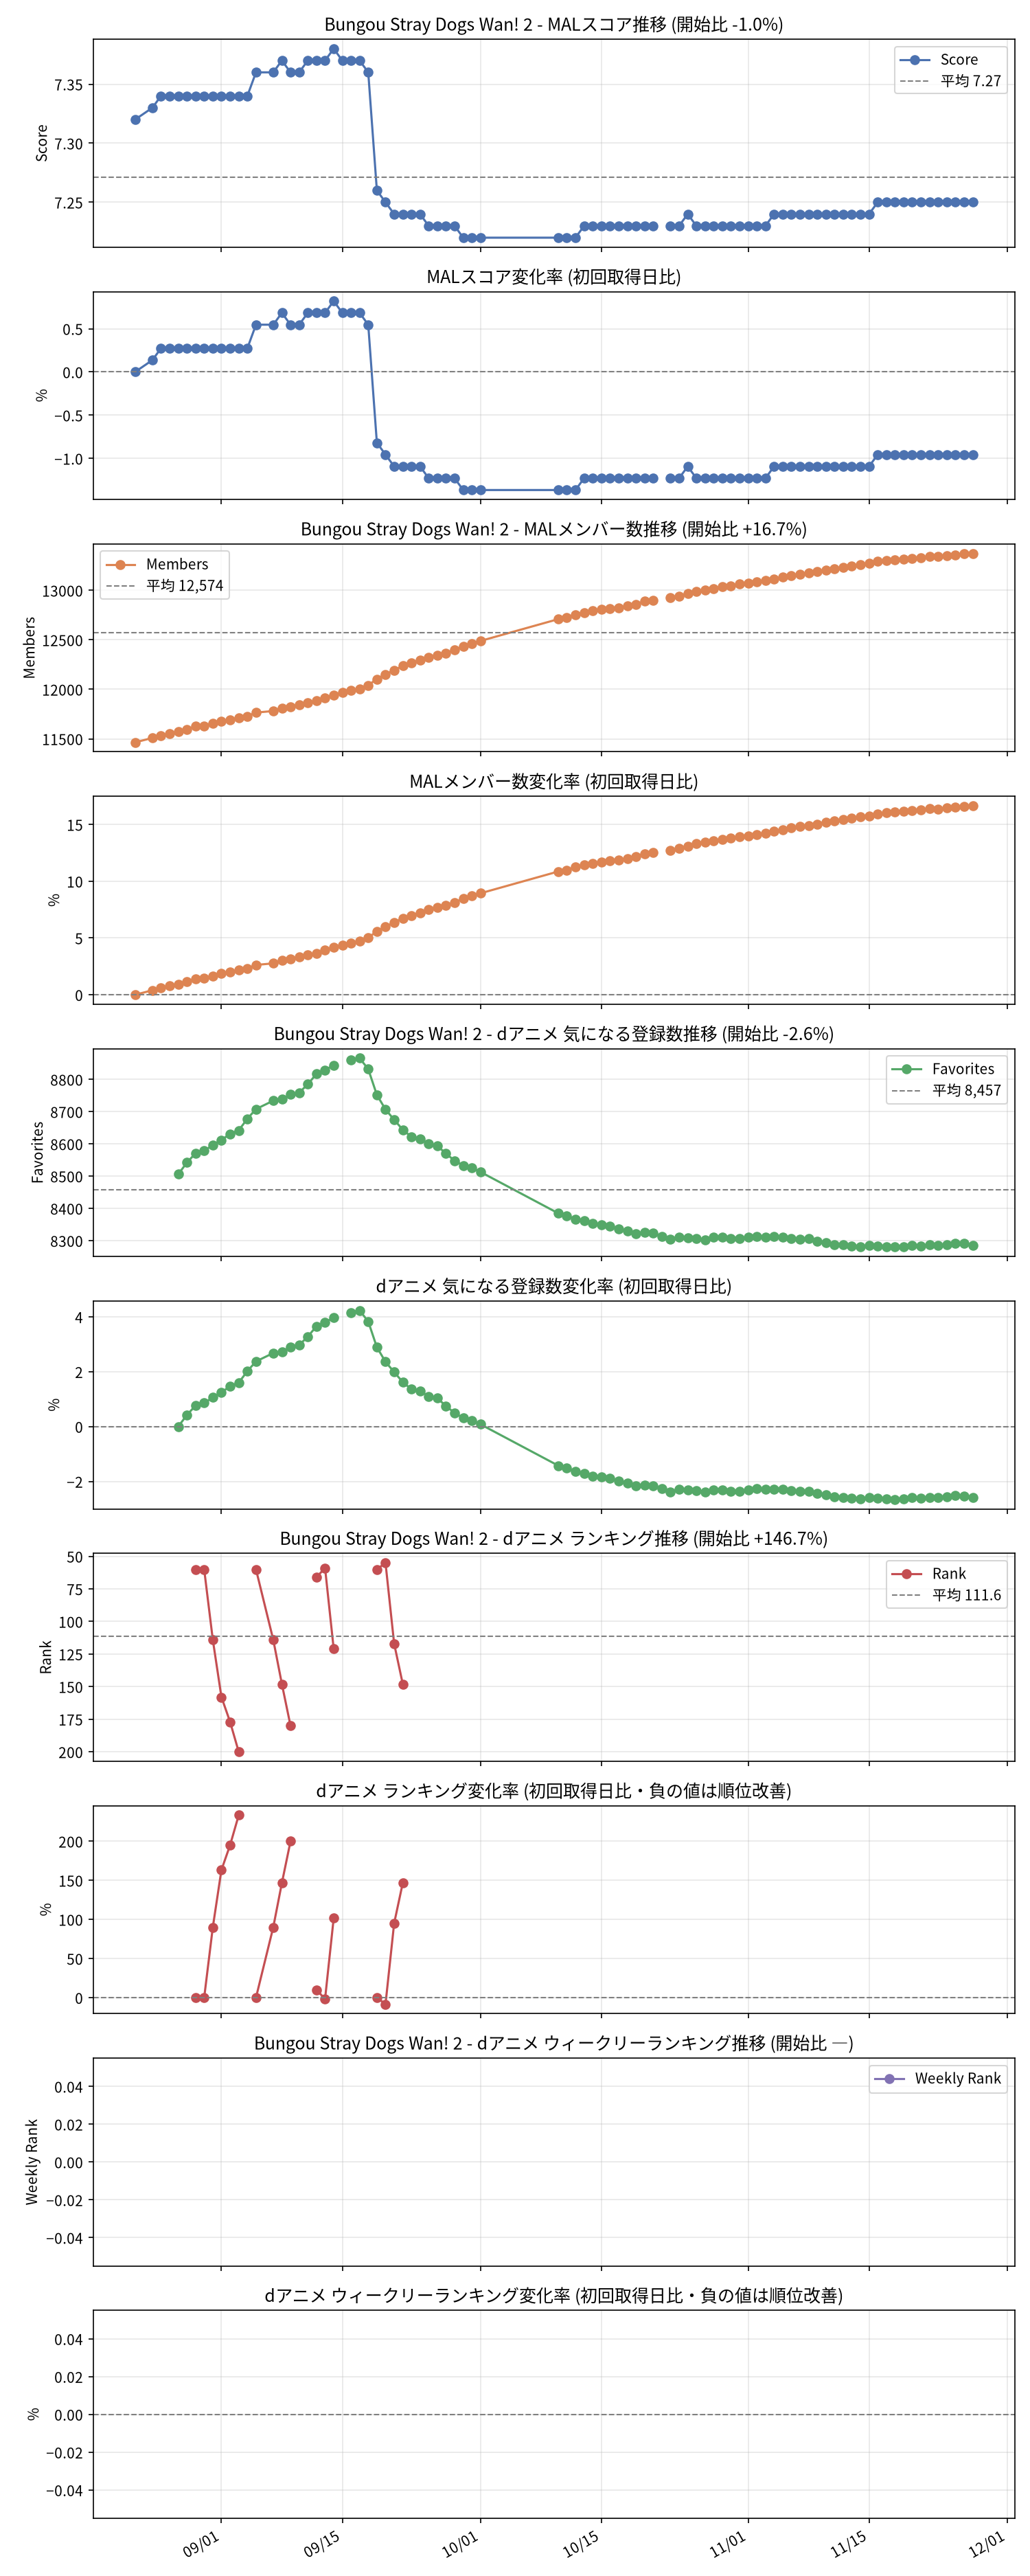 Bungou Stray Dogs Wan! 2 - MALスコア推移 (開始比 -1.0%)
Score
7.35
7.30
7.25
Score
平均 7.27
MALスコア変化率 (初回取得日比)
%
0.5
0.0
−0.5
−1.0
Bungou Stray Dogs Wan! 2 - MALメンバー数推移 (開始比 +16.7%)
Members
13000
12500
12000
11500
Members
平均 12,574
MALメンバー数変化率 (初回取得日比)
%
15
10
5
0
Bungou Stray Dogs Wan! 2 - dアニメ 気になる登録数推移 (開始比 -2.6%)
Favorites
8800
8700
8600
8500
8400
8300
Favorites
平均 8,457
dアニメ 気になる登録数変化率 (初回取得日比)
%
4
2
0
−2
Bungou Stray Dogs Wan! 2 - dアニメ ランキング推移 (開始比 +146.7%)
Rank
50
75
100
125
150
175
200
Rank
平均 111.6
dアニメ ランキング変化率 (初回取得日比・負の値は順位改善)
%
200
150
100
50
0
Bungou Stray Dogs Wan! 2 - dアニメ ウィークリーランキング推移 (開始比 —)
Weekly Rank
0.04
0.02
0.00
−0.02
−0.04
Weekly Rank
dアニメ ウィークリーランキング変化率 (初回取得日比・負の値は順位改善)
%
0.04
0.02
0.00
−0.02
−0.04
09/01
09/15
10/01
10/15
11/01
11/15
12/01